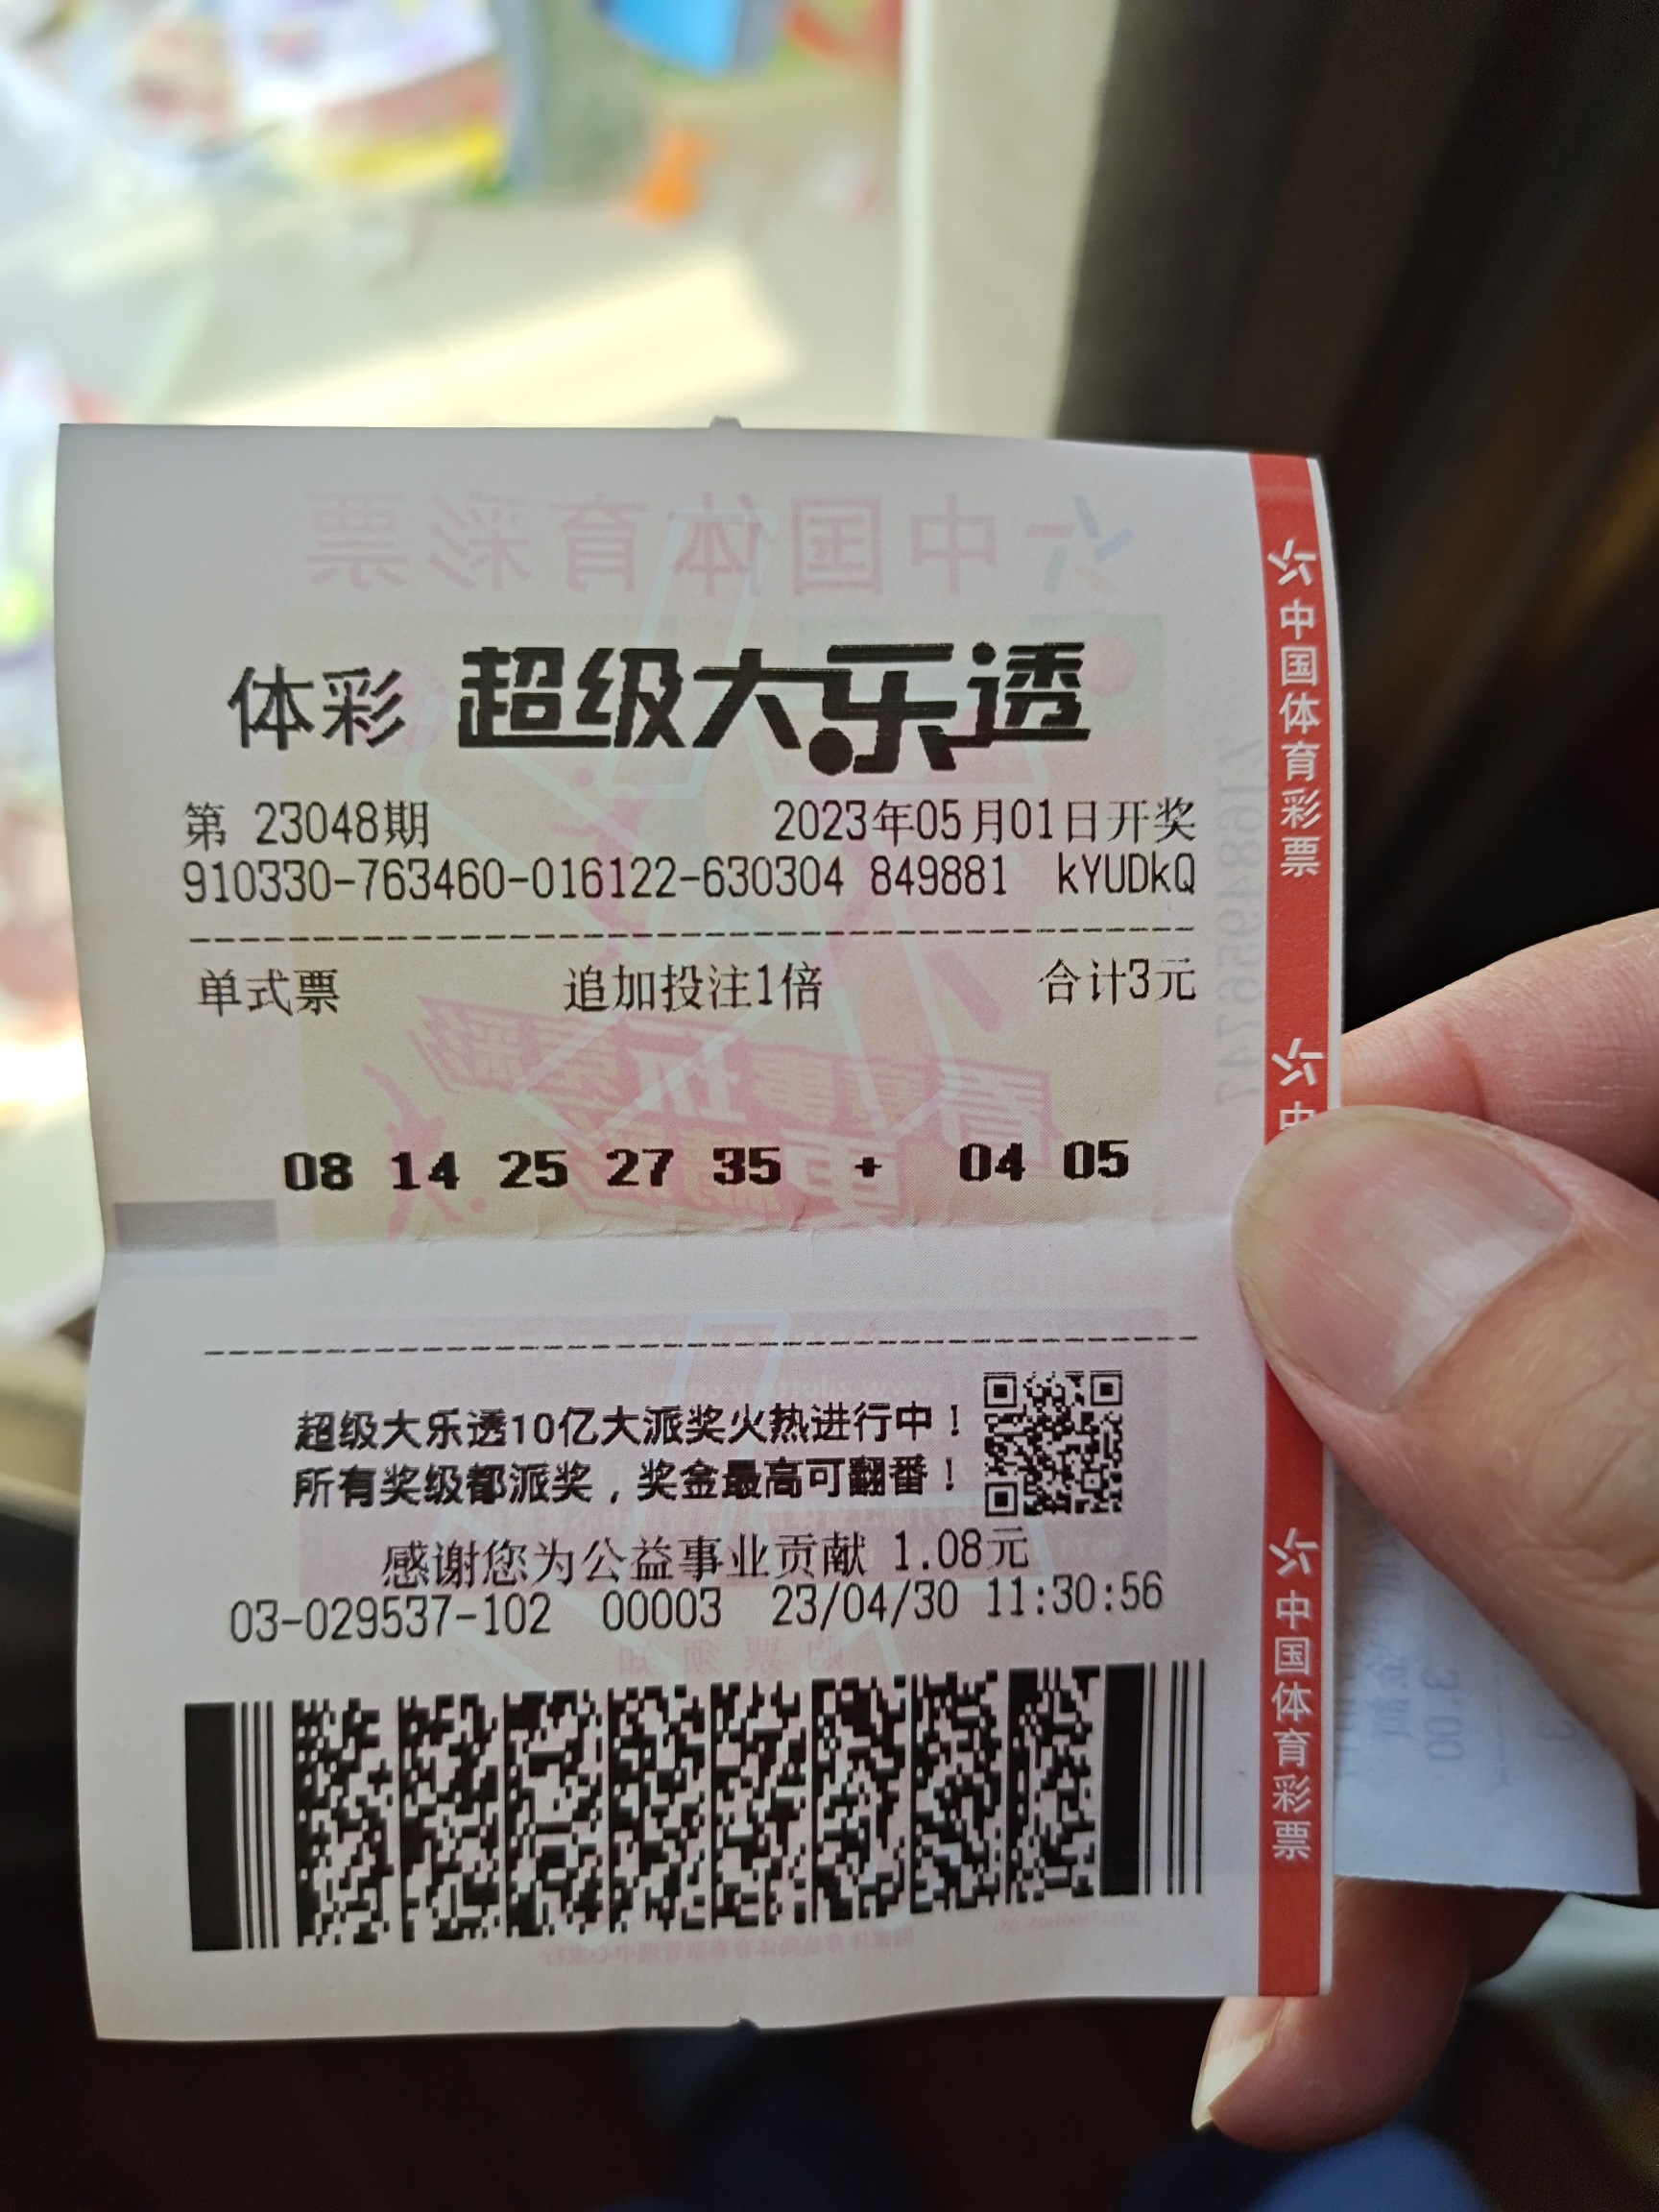 中国体育彩票
体彩 超级大乐透
第 23048期 2023年05月01日开奖
910330-763460-016122-630304 849881 kYUDkQ
单式票 追加投注1倍 合计3元
08 14 25 27 35 + 04 05
超级大乐透10亿大派奖火热进行中！
所有奖级都派奖，奖金最高可翻番！
感谢您为公益事业贡献 1.08元
03-029537-102 00003 23/04/30 11:30:56
购票须知
中国体育彩票
中
中国体育彩票